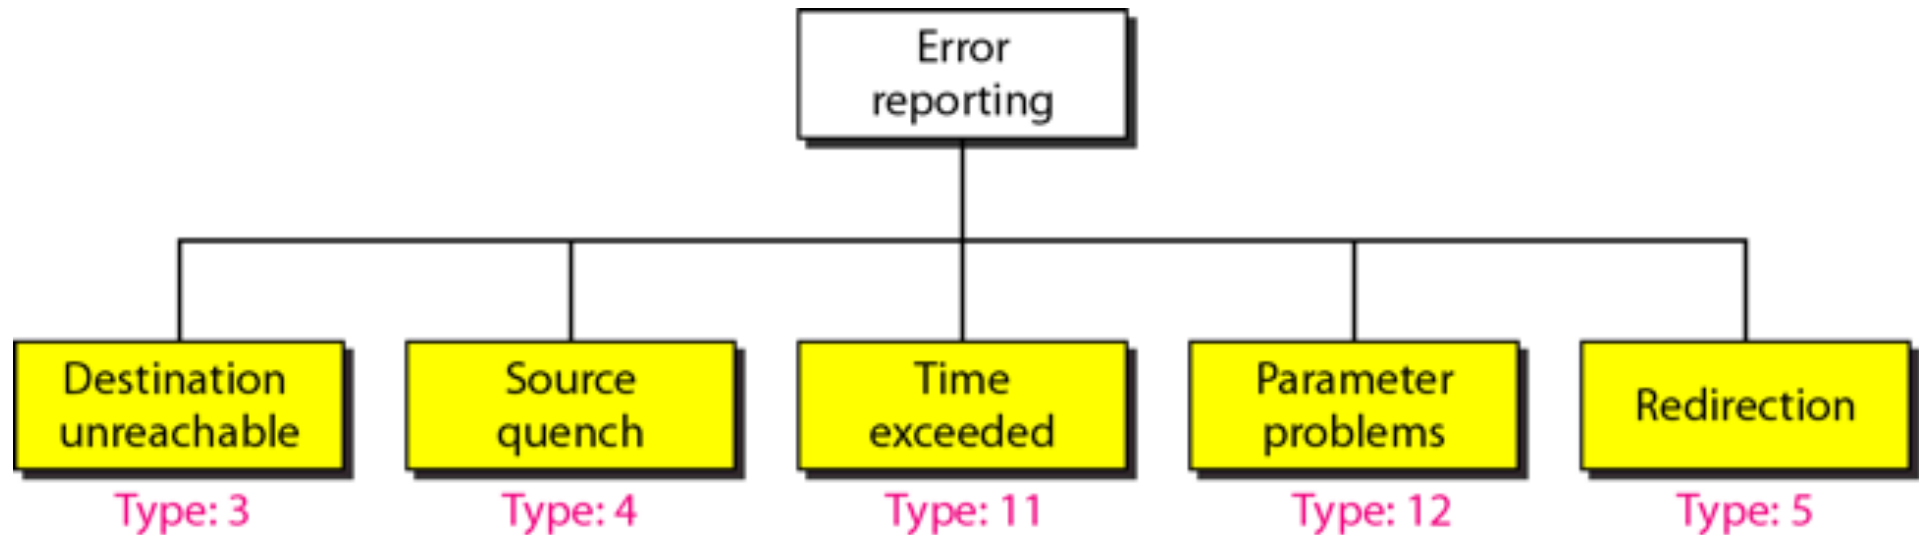 Error
reporting
Destination
unreachable
Source
quench
Time
exceeded
Parameter
problems
Redirection
Type: 3
Type: 4
Type: 11
Type: 12
Type: 5